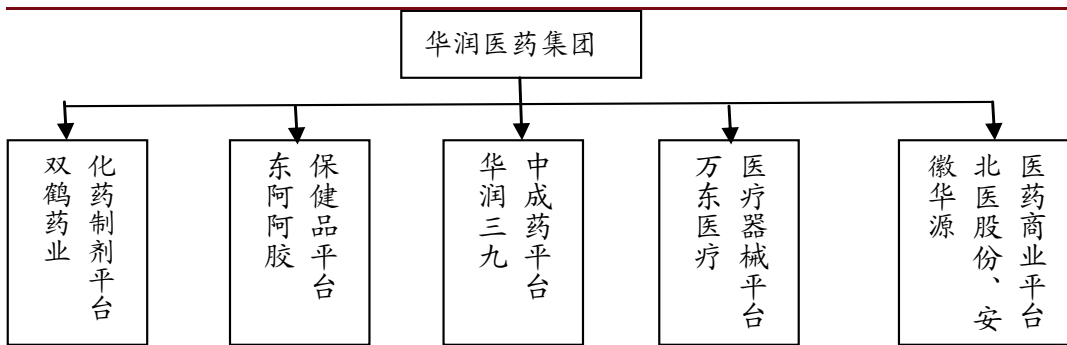 华润医药集团
化药制剂平台
双鹤药业
保健品平台
东阿阿胶
中成药平台
华润三九
医疗器械平台
万东医疗
医药商业平台
北医股份、安
徽华源